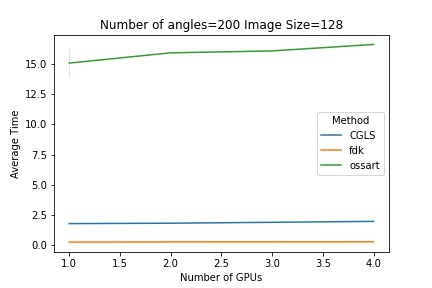 Number of angles=200 Image Size=128
Average Time
15.0
12.5
10.0
7.5
5.0
2.5
0.0
Method
CGLS
fdk
ossart
1.0 1.5 2.0 2.5 3.0 3.5 4.0
Number of GPUs